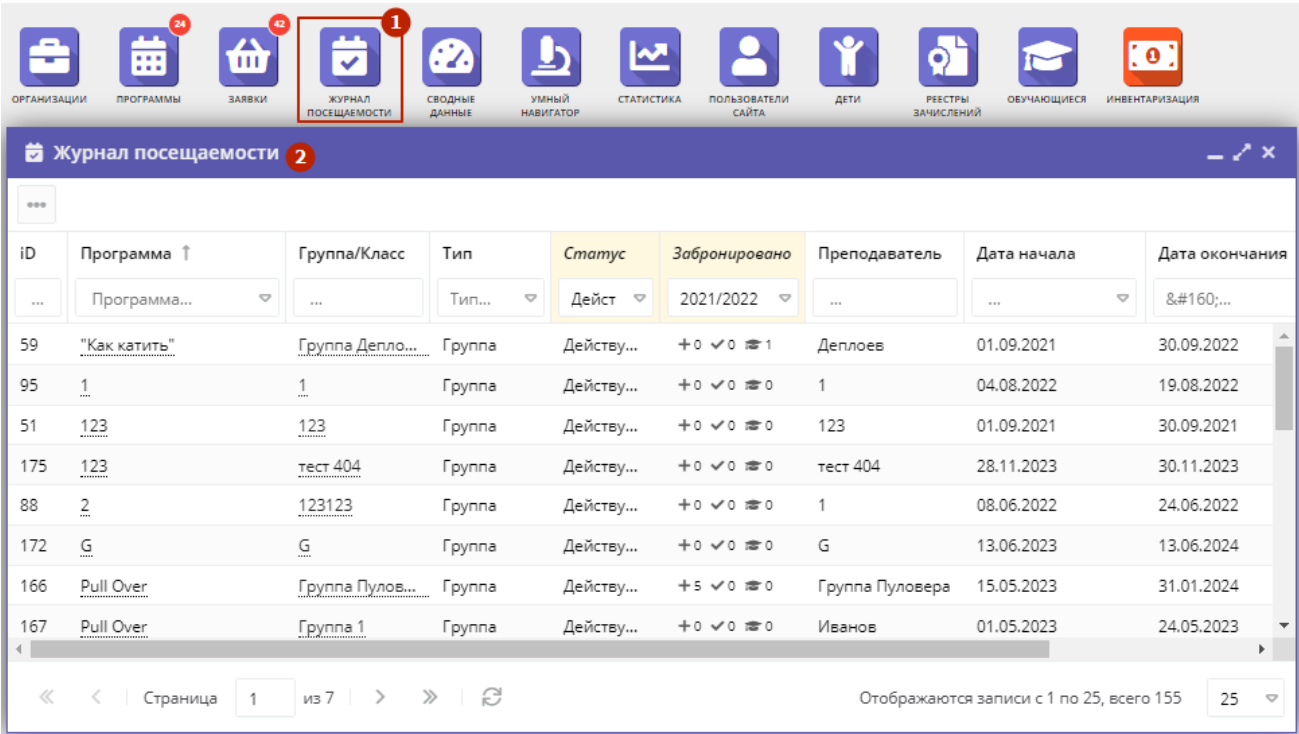 24
42
1
ОРГАНИЗАЦИИ
ПРОГРАММЫ
ЗАЯВКИ
ЖУРНАЛ ПОСЕЩАЕМОСТИ
СВОДНЫЕ ДАННЫЕ
УМНЫЙ НАВИГАТОР
СТАТИСТИКА
ПОЛЬЗОВАТЕЛИ САЙТА
ДЕТИ
РЕЕСТРЫ ЗАЧИСЛЕНИЙ
ОБУЧАЮЩИЕСЯ
ИНВЕНТАРИЗАЦИЯ
Журнал посещаемости 2
iD Программа ↑ Группа/Класс Тип Статус Забронировано Преподаватель Дата начала Дата окончания
... Программа... ... Тип... Дейст 2021/2022 ... ... &#160;...
59 "Как катить" Группа Депло... Группа Действу... +0 ✓0 1 Деплоев 01.09.2021 30.09.2022
95 1 1 Группа Действу... +0 ✓0 0 1 04.08.2022 19.08.2022
51 123 123 Группа Действу... +0 ✓0 0 123 01.09.2021 30.09.2021
175 123 тест 404 Группа Действу... +0 ✓0 0 тест 404 28.11.2023 30.11.2023
88 2 123123 Группа Действу... +0 ✓0 0 1 08.06.2022 24.06.2022
172 G G Группа Действу... +0 ✓0 0 G 13.06.2023 13.06.2024
166 Pull Over Группа Пулов... Группа Действу... +5 ✓0 0 Группа Пуловера 15.05.2023 31.01.2024
167 Pull Over Группа 1 Группа Действу... +0 ✓0 0 Иванов 01.05.2023 24.05.2023
Страница 1 из 7 Отображаются записи с 1 по 25, всего 155 25